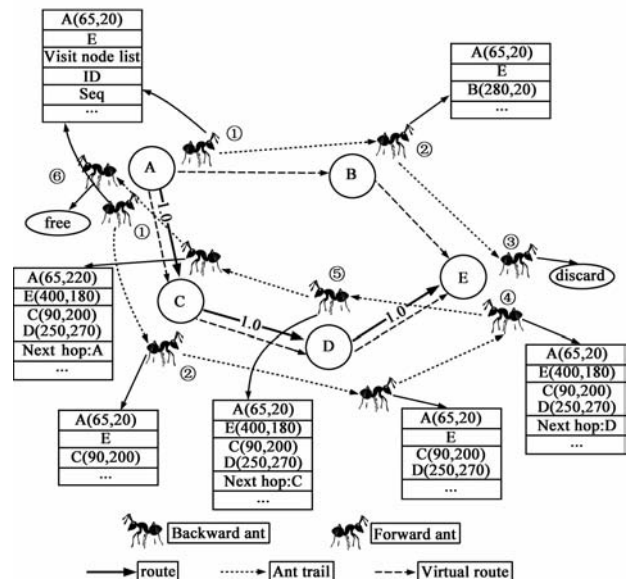 A(65,20)
E
Visit node list
ID
Seq
...
A(65,20)
E
B(280,20)
...
①
②
⑥
A
B
free
①
1.0
③
discard
E
⑤
④
A(65,220)
E(400,180)
C(90,200)
D(250,270)
Next hop:A
...
C
1.0
1.0
D
②
A(65,20)
E(400,180)
C(90,200)
D(250,270)
Next hop:D
...
A(65,20)
E
C(90,200)
...
A(65,20)
E(400,180)
C(90,200)
D(250,270)
Next hop:C
...
A(65,20)
E
C(90,200)
D(250,270)
...
Backward ant
Forward ant
route
Ant trail
Virtual route